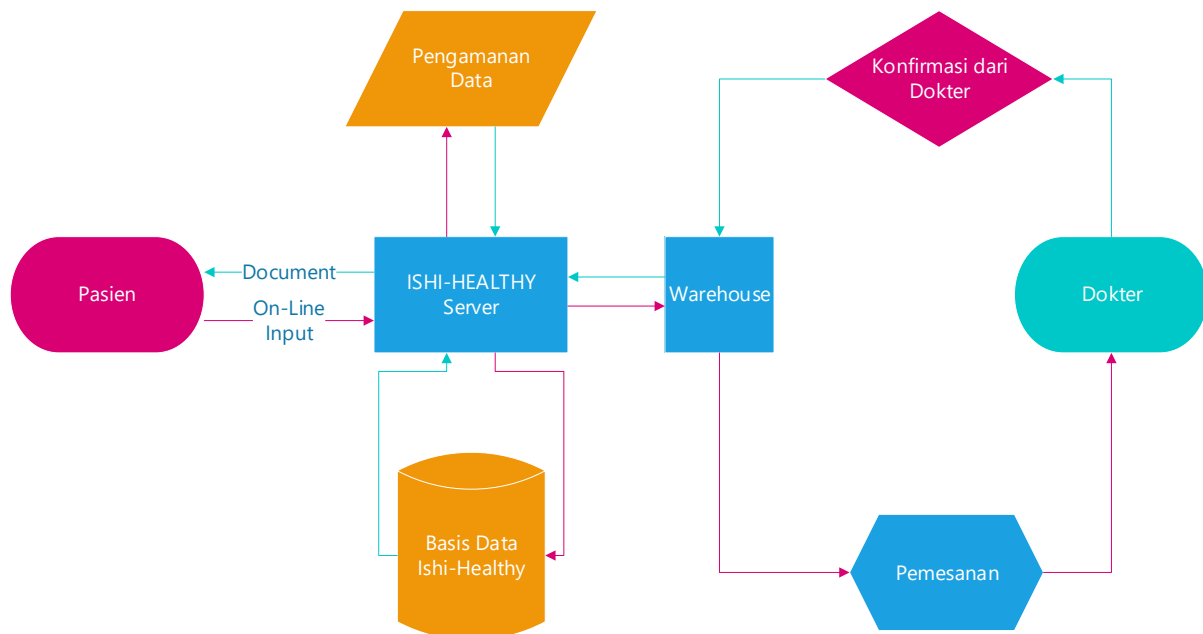 Pengamanan
Data
Konfirmasi dari
Dokter
Pasien
Document
On-Line
Input
ISHI-HEALTHY
Server
Warehouse
Dokter
Basis Data
Ishi-Healthy
Pemesanan